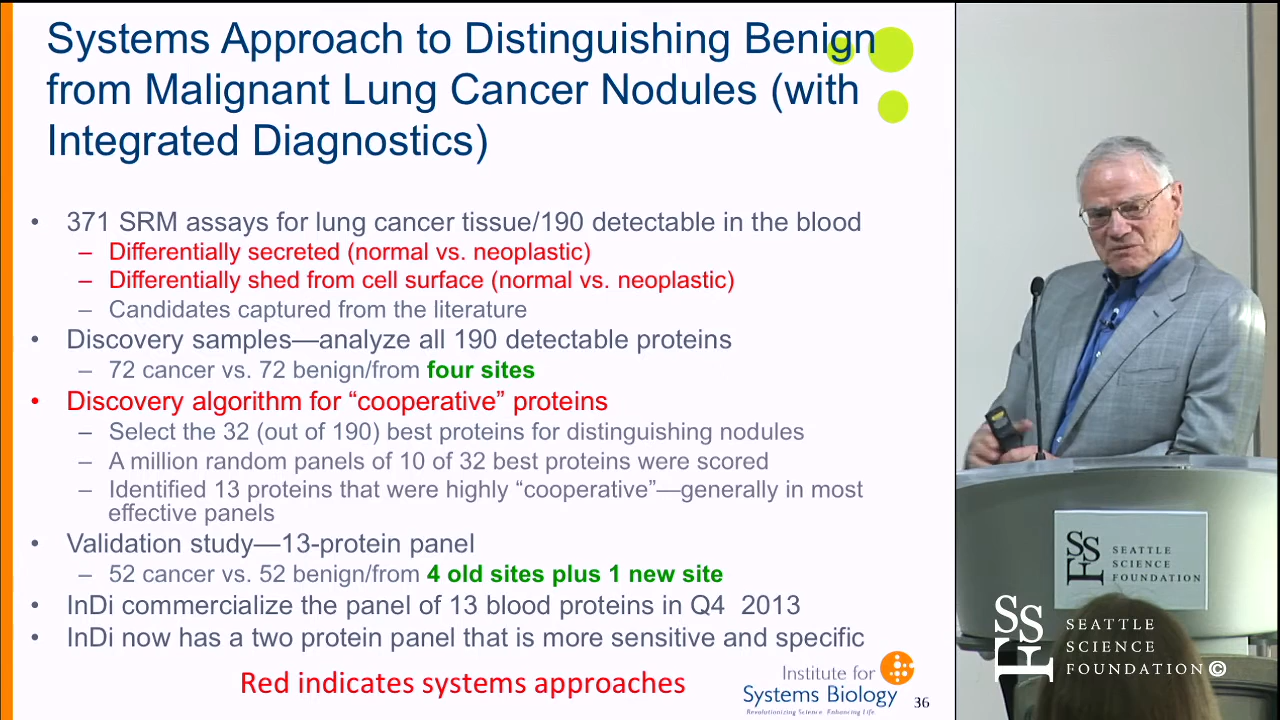 Systems Approach to Distinguishing Benign
from Malignant Lung Cancer Nodules (with
Integrated Diagnostics)
• 371 SRM assays for lung cancer tissue/190 detectable in the blood
– Differentially secreted (normal vs. neoplastic)
– Differentially shed from cell surface (normal vs. neoplastic)
– Candidates captured from the literature
• Discovery samples—analyze all 190 detectable proteins
– 72 cancer vs. 72 benign/from four sites
• Discovery algorithm for “cooperative” proteins
– Select the 32 (out of 190) best proteins for distinguishing nodules
– A million random panels of 10 of 32 best proteins were scored
– Identified 13 proteins that were highly “cooperative”—generally in most
effective panels
• Validation study—13-protein panel
– 52 cancer vs. 52 benign/from 4 old sites plus 1 new site
• InDi commercialize the panel of 13 blood proteins in Q4 2013
• InDi now has a two protein panel that is more sensitive and specific
Red indicates systems approaches
Institute for
Systems Biology
Revolutionizing Science. Enhancing Life.
36
SSF
SEATTLE
SCIENCE
FOUNDATION
SSF
SEATTLE
SCIENCE
FOUNDATION©